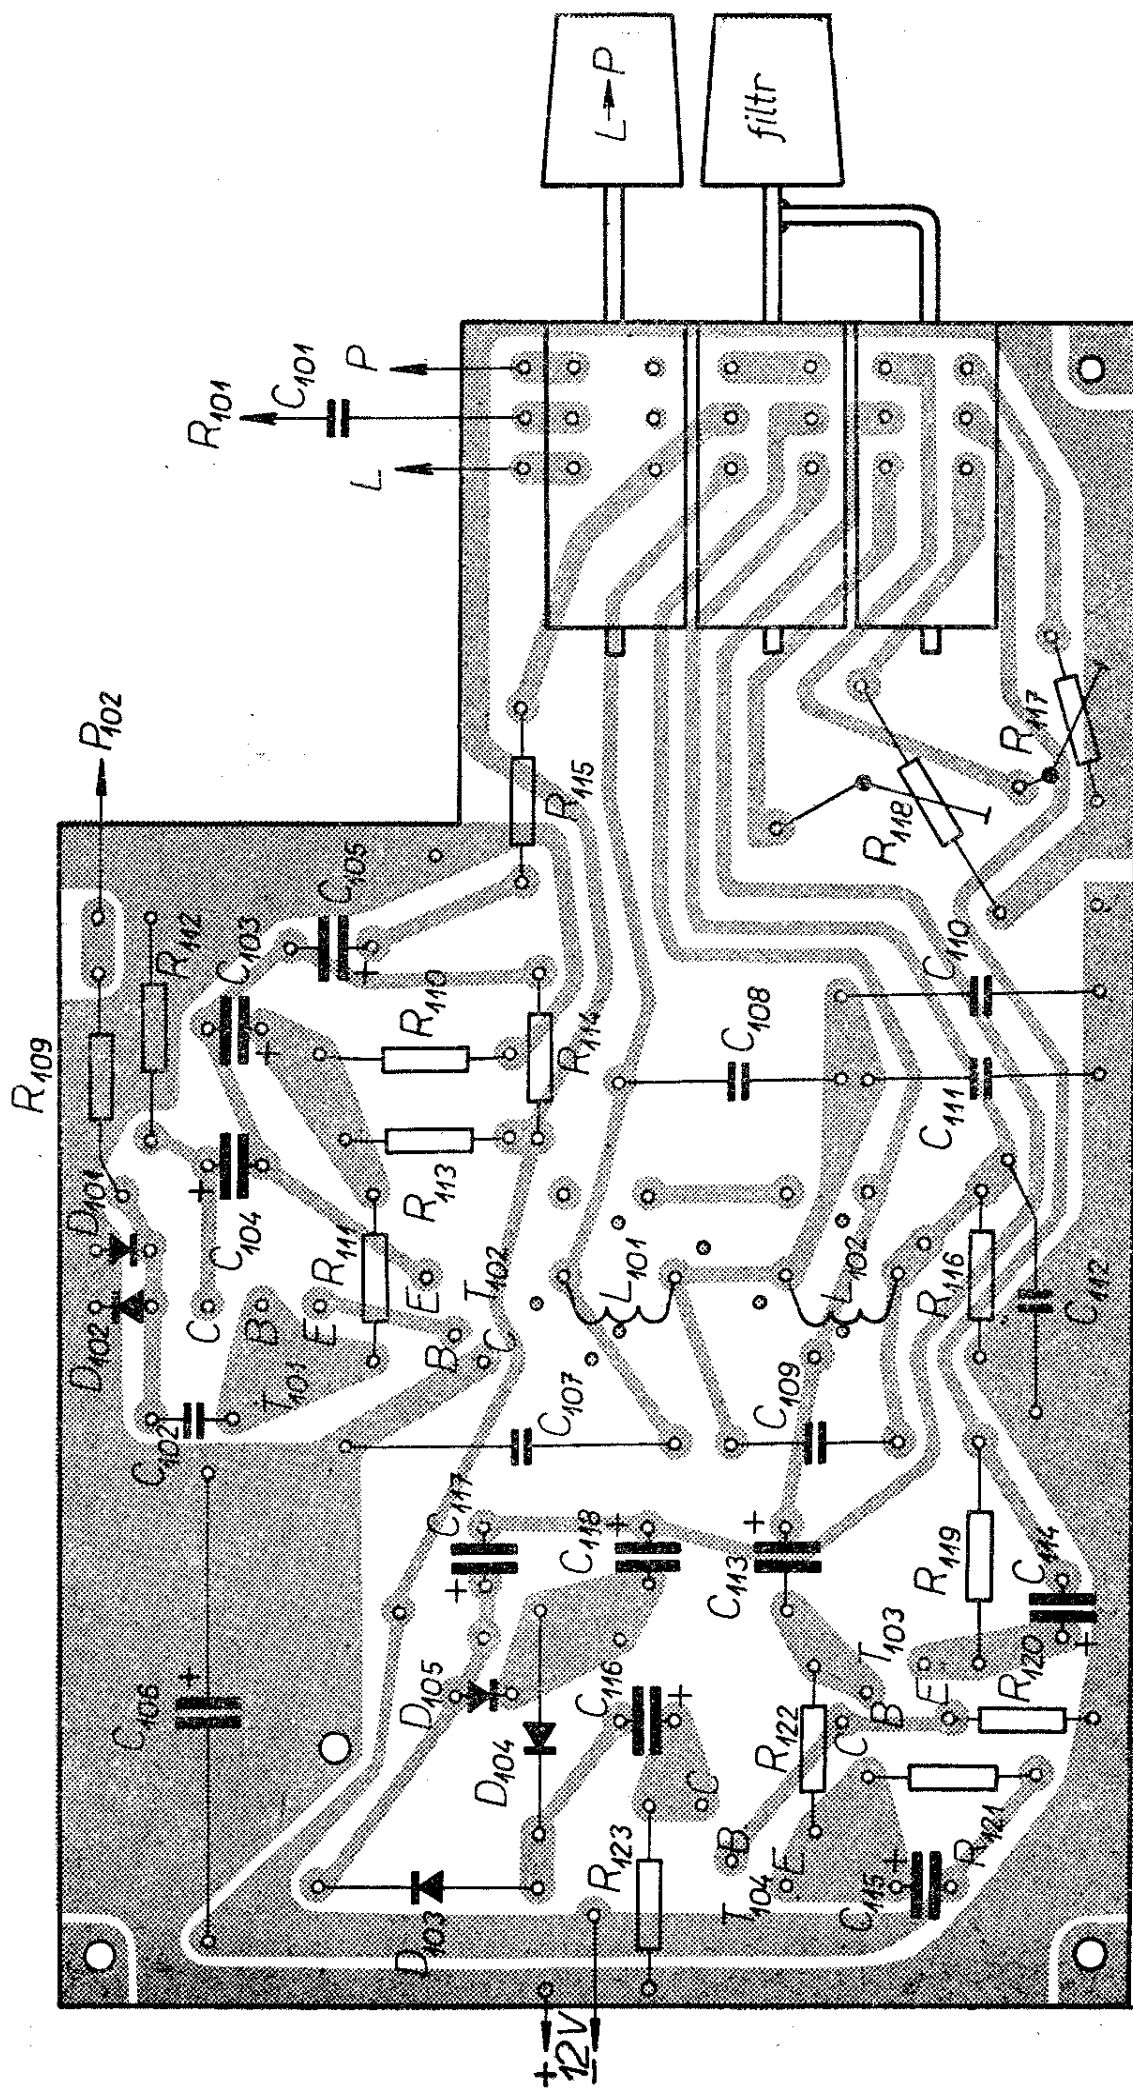 L→P
filtr
P
C101
R101
L
P102
R109
R112
C103
C105
R115
R117
R118
R110
R114
C108
C110
C111
D101
C104
R113
R111
E
T102
L101
L102
R116
C112
D102
C
B
E
T101
B
C
C102
C107
C109
C117
+
C118
+
C113
+
R119
C114
+
C106
+
D105
D104
C116
+
T103
E
B
C
R120
R122
R121
R123
C
B
E
T104
C115
+
D103
+
12V
-
+
+
+